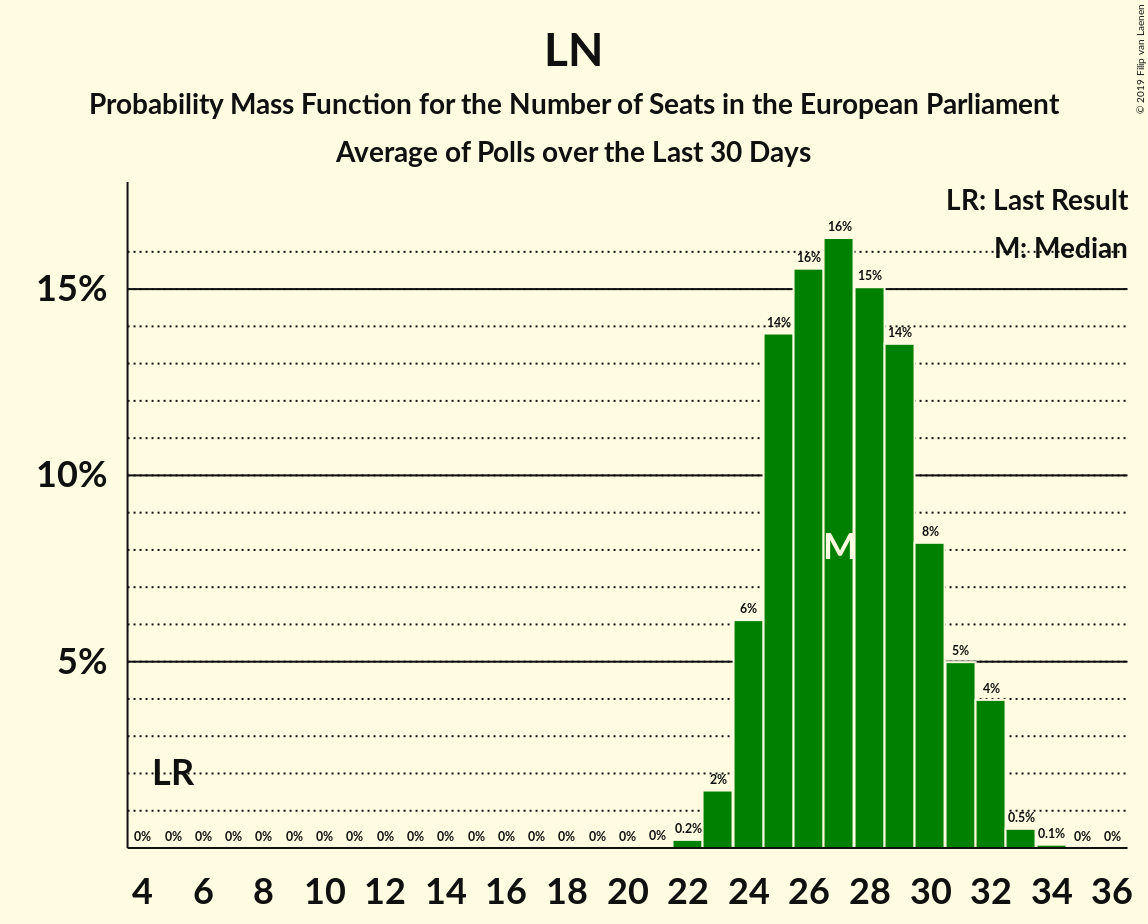 LN
Probability Mass Function for the Number of Seats in the European Parliament
Average of Polls over the Last 30 Days
© 2019 Filip van Laenen
LR: Last Result
M: Median
16%
16%
15%
15%
14%
14%
10%
8%
M
6%
5%
5%
4%
LR
2%
0% 0% 0% 0% 0% 0% 0% 0% 0% 0% 0% 0% 0% 0% 0% 0% 0% 0% 0.2% 0.5% 0.1% 0% 0%
4 6 8 10 12 14 16 18 20 22 24 26 28 30 32 34 36